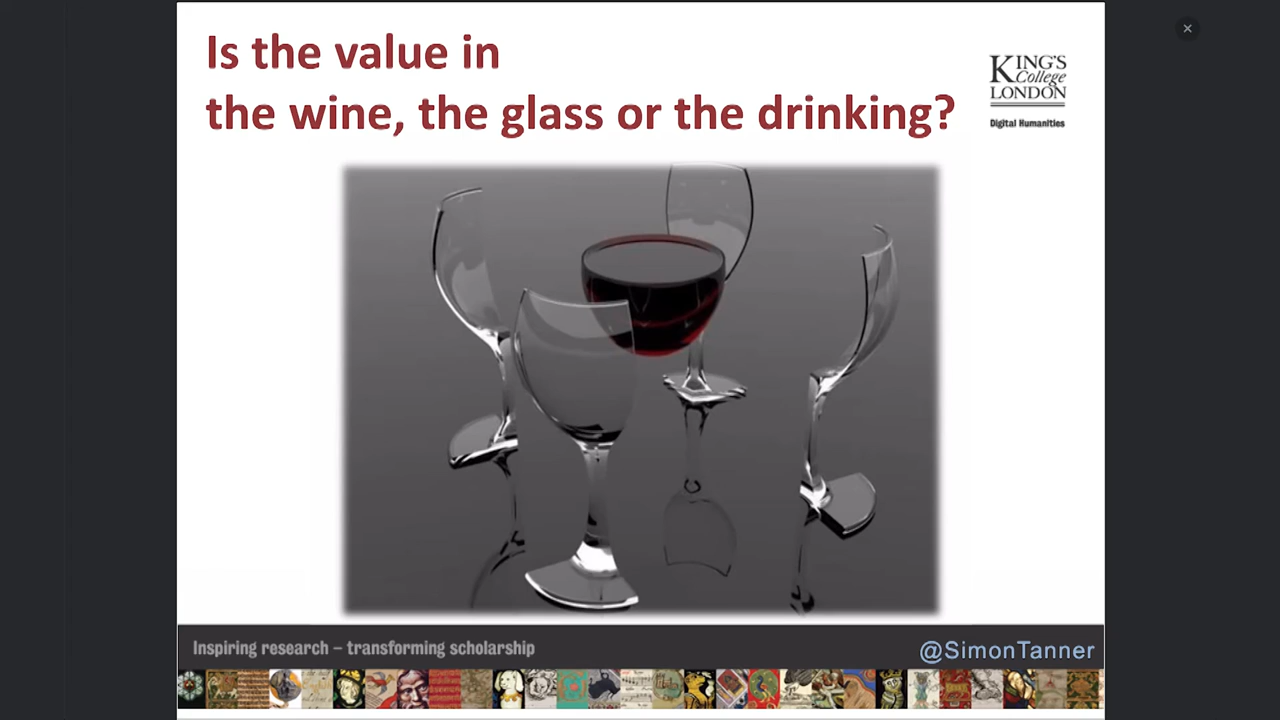 Is the value in
the wine, the glass or the drinking?
KING'S
College
LONDON
Digital Humanities
Inspiring research – transforming scholarship
@SimonTanner